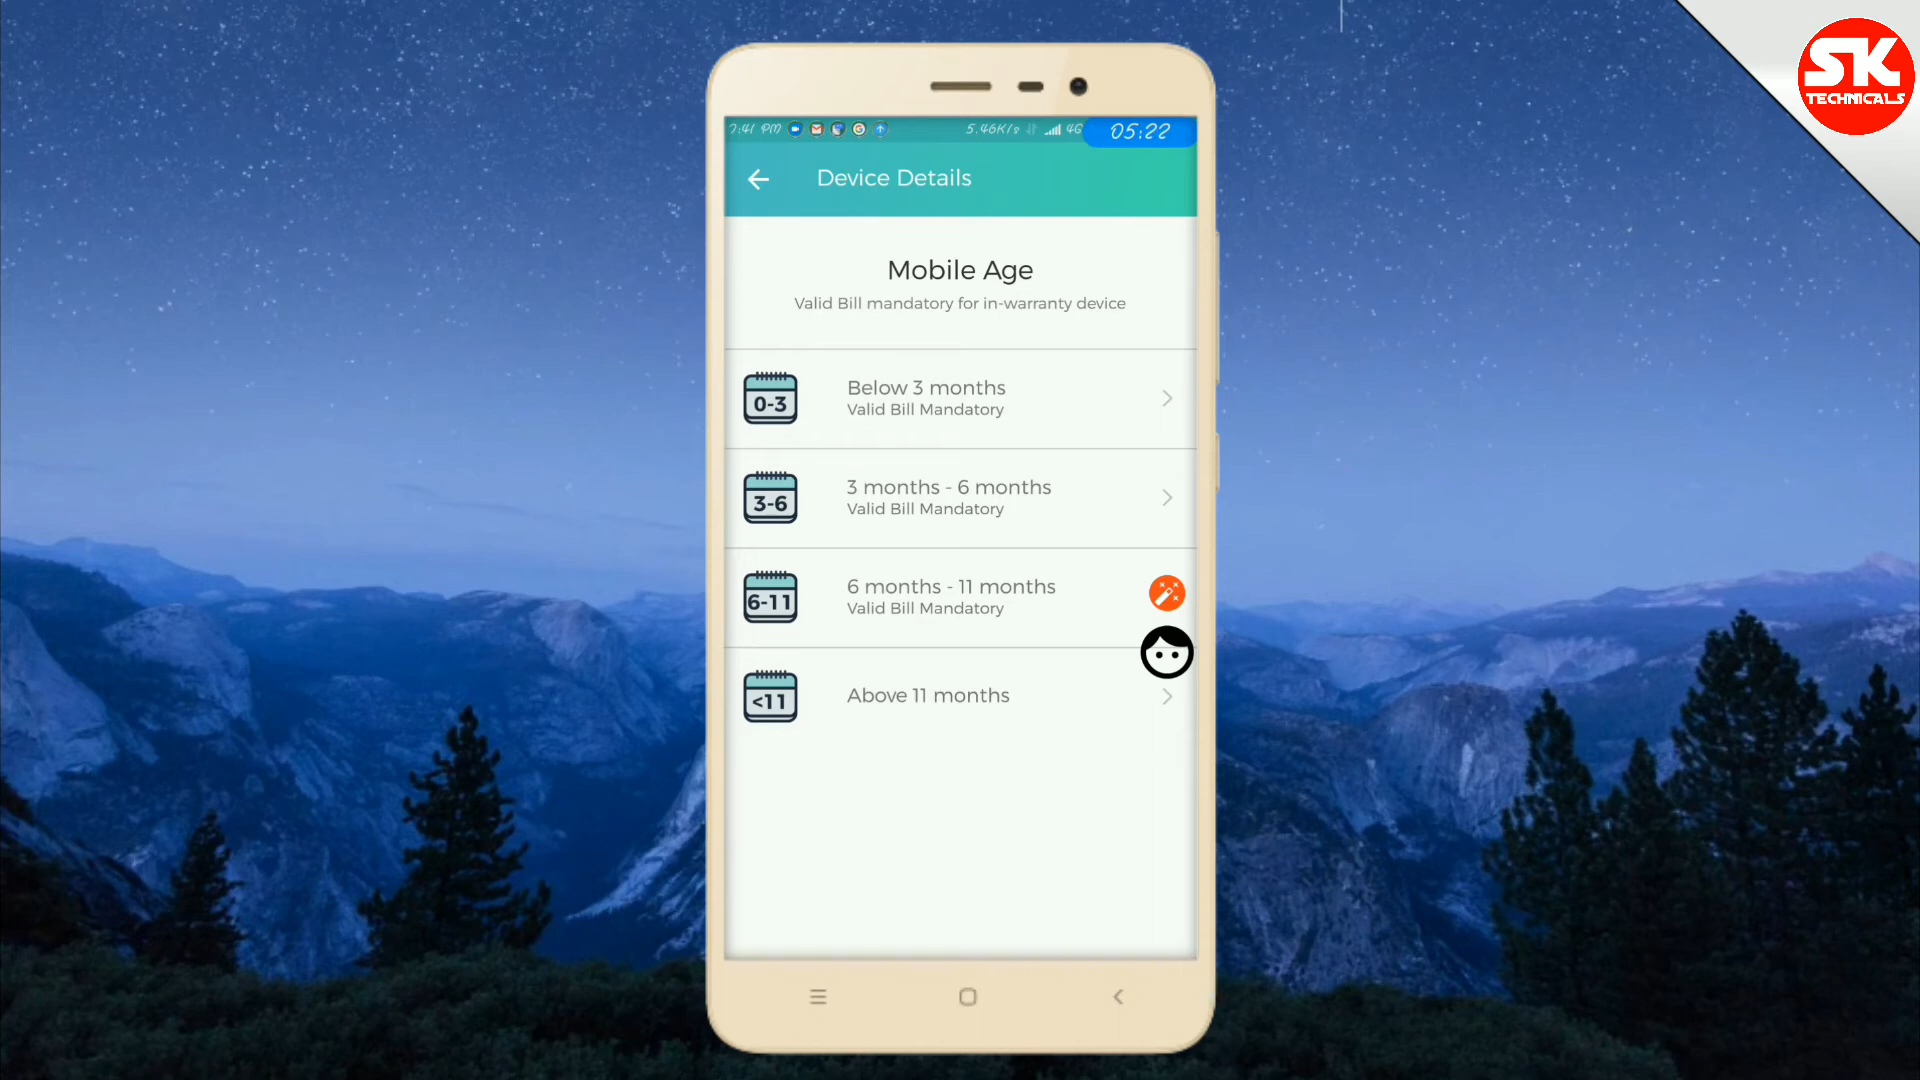 SK
TECHNICALS
7:41 PM
5.46K/s
4G
05:22
Device Details
Mobile Age
Valid Bill mandatory for in-warranty device
0-3
Below 3 months
Valid Bill Mandatory
3-6
3 months - 6 months
Valid Bill Mandatory
6-11
6 months - 11 months
Valid Bill Mandatory
<11
Above 11 months